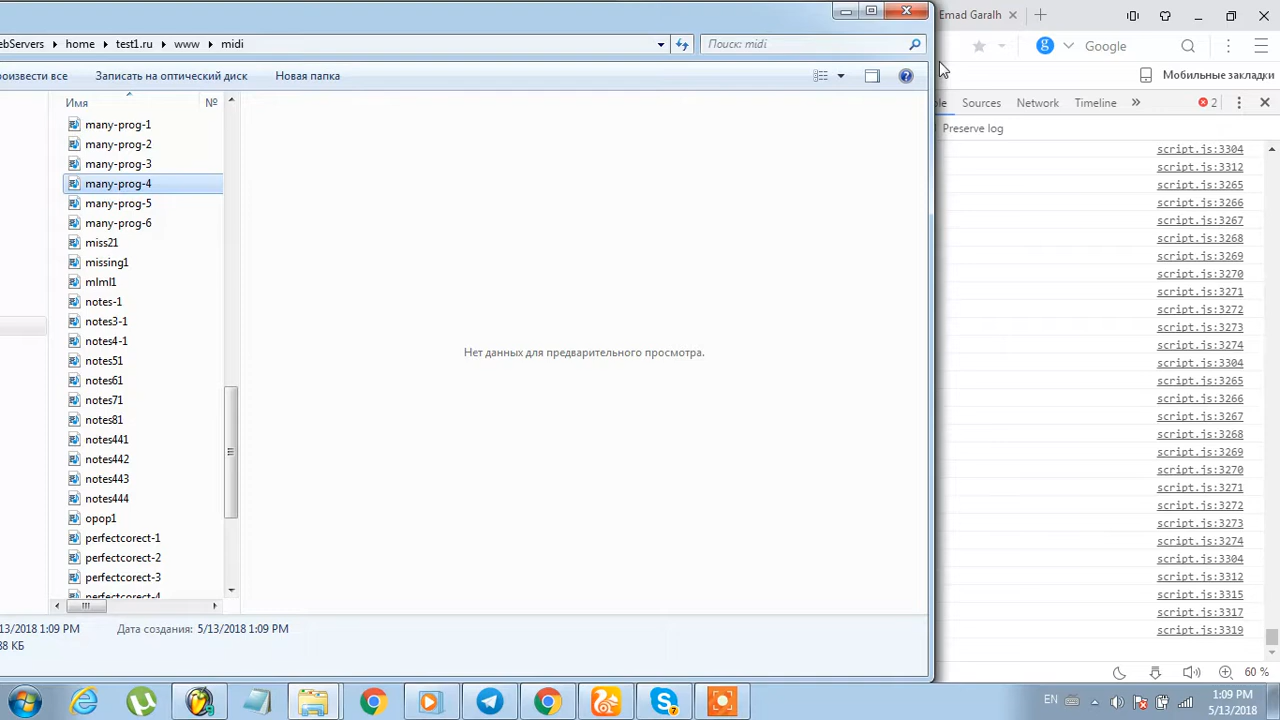 Emad Garalh
ebServers home test1.ru www midi
Поиск: midi
Google
роизвести все Записать на оптический диск Новая папка
Мобильные закладки
Имя №
ole Sources Network Timeline » 2
Preserve log
many-prog-1
many-prog-2
many-prog-3
many-prog-4
many-prog-5
many-prog-6
miss21
missing1
mlml1
notes-1
notes3-1
notes4-1
notes51
notes61
notes71
notes81
notes441
notes442
notes443
notes444
opop1
perfectcorect-1
perfectcorect-2
perfectcorect-3
perfectcorect-4
Нет данных для предварительного просмотра.
script.js:3304
script.js:3312
script.js:3265
script.js:3266
script.js:3267
script.js:3268
script.js:3269
script.js:3270
script.js:3271
script.js:3272
script.js:3273
script.js:3274
script.js:3304
script.js:3265
script.js:3266
script.js:3267
script.js:3268
script.js:3269
script.js:3270
script.js:3271
script.js:3272
script.js:3273
script.js:3274
script.js:3304
script.js:3312
script.js:3315
script.js:3317
script.js:3319
/13/2018 1:09 PM Дата создания: 5/13/2018 1:09 PM
38 КБ
60 %
EN
1:09 PM
5/13/2018